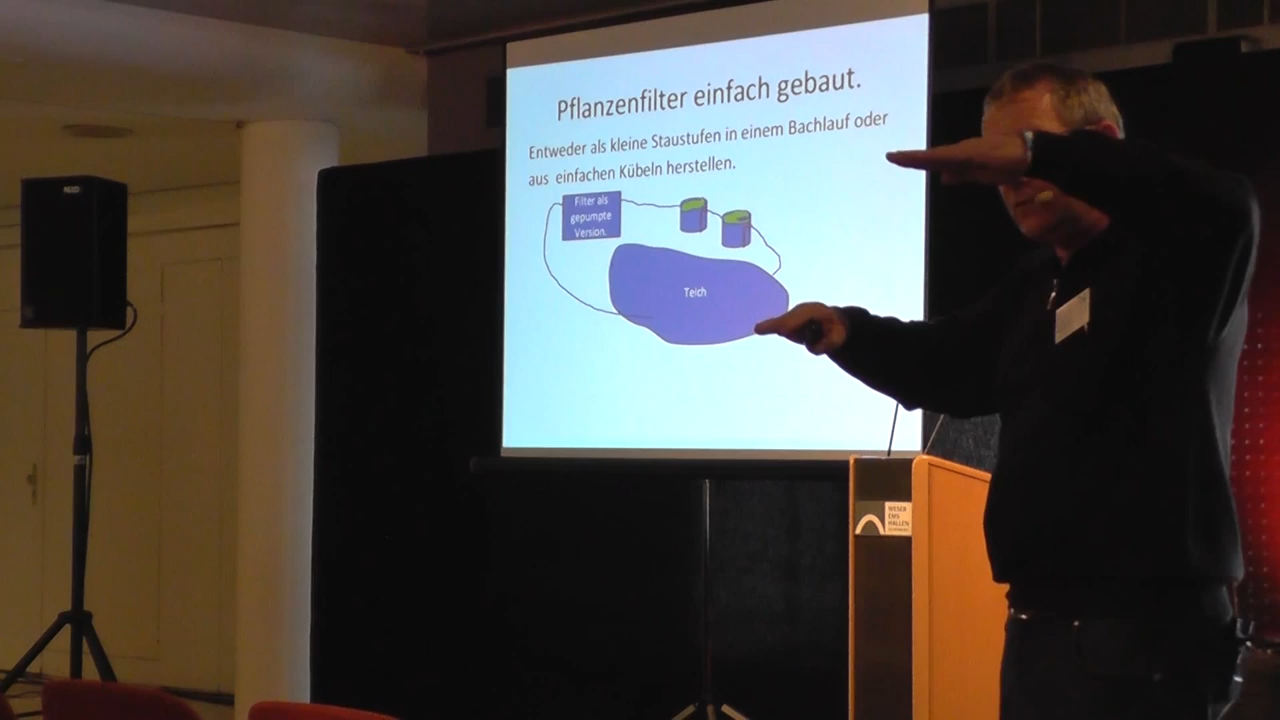 Pflanzenfilter einfach gebaut.
Entweder als kleine Staustufen in einem Bachlauf oder
aus einfachen Kübeln herstellen.
Filter als
gepumpte
Version.
Teich
WESER
EMS
HALLEN